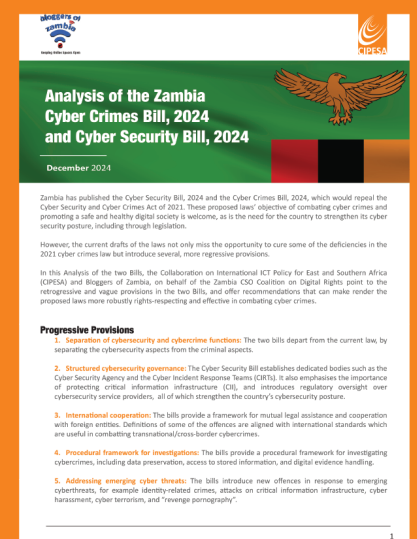 bloggers of
zambia
Keeping Online Spaces Open
CIPESA
Analysis of the Zambia
Cyber Crimes Bill, 2024
and Cyber Security Bill, 2024
December 2024
Zambia has published the Cyber Security Bill, 2024 and the Cyber Crimes Bill, 2024, which would repeal the
Cyber Security and Cyber Crimes Act of 2021. These proposed laws' objective of combating cyber crimes and
promoting a safe and healthy digital society is welcome, as is the need for the country to strengthen its cyber
security posture, including through legislation.
However, the current drafts of the laws not only miss the opportunity to cure some of the deficiencies in the
2021 cyber crimes law but introduce several, more regressive provisions.
In this Analysis of the two Bills, the Collaboration on International ICT Policy for East and Southern Africa
(CIPESA) and Bloggers of Zambia, on behalf of the Zambia CSO Coalition on Digital Rights point to the
retrogressive and vague provisions in the two Bills, and offer recommendations that can make render the
proposed laws more robustly rights-respecting and effective in combating cyber crimes.
Progressive Provisions
1. Separation of cybersecurity and cybercrime functions: The two bills depart from the current law, by
separating the cybersecurity aspects from the criminal aspects.
2. Structured cybersecurity governance: The Cyber Security Bill establishes dedicated bodies such as the
Cyber Security Agency and the Cyber Incident Response Teams (CIRTs). It also emphasises the importance
of protecting critical information infrastructure (CII), and introduces regulatory oversight over
cybersecurity service providers, all of which strengthen the country's cybersecurity posture.
3. International cooperation: The bills provide a framework for mutual legal assistance and cooperation
with foreign entities. Definitions of some of the offences are aligned with international standards which
are useful in combatting transnational/cross-border cybercrimes.
4. Procedural framework for investigations: The bills provide a procedural framework for investigating
cybercrimes, including data preservation, access to stored information, and digital evidence handling.
5. Addressing emerging cyber threats: The bills introduce new offences in response to emerging
cyberthreats, for example identity-related crimes, attacks on critical information infrastructure, cyber
harassment, cyber terrorism, and "revenge pornography".
1